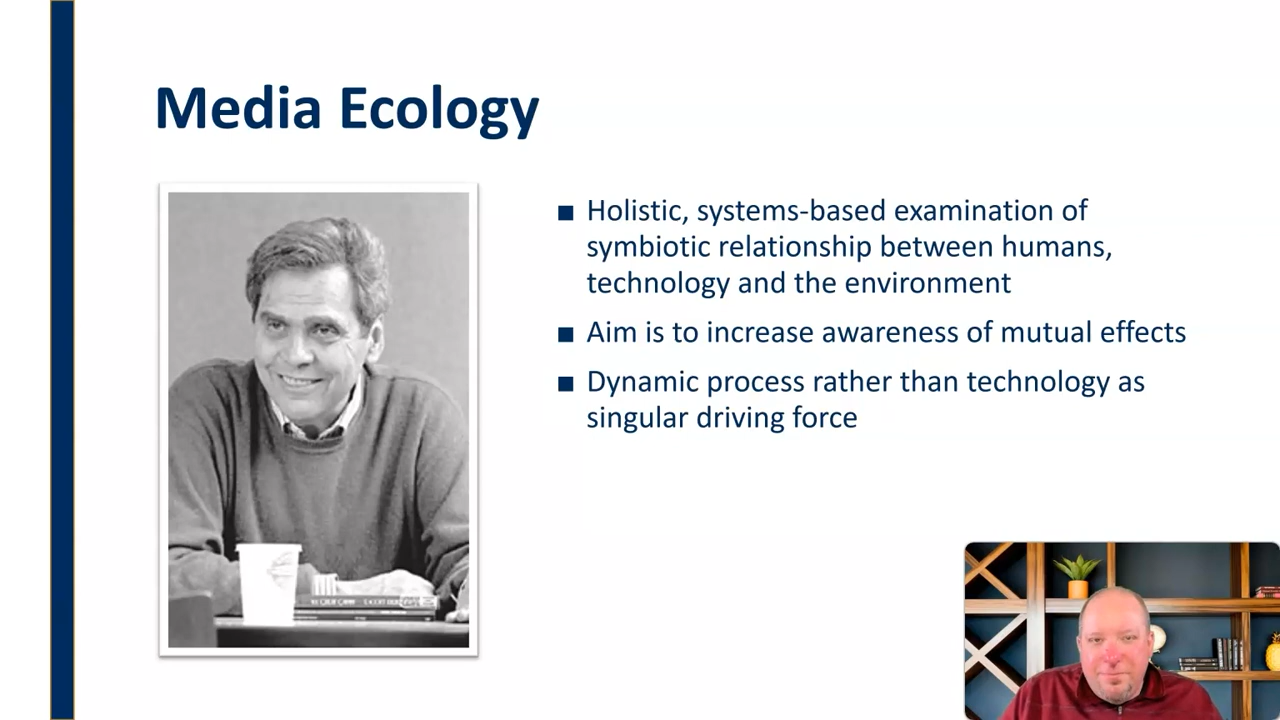 Media Ecology
■ Holistic, systems-based examination of
symbiotic relationship between humans,
technology and the environment
■ Aim is to increase awareness of mutual effects
■ Dynamic process rather than technology as
singular driving force